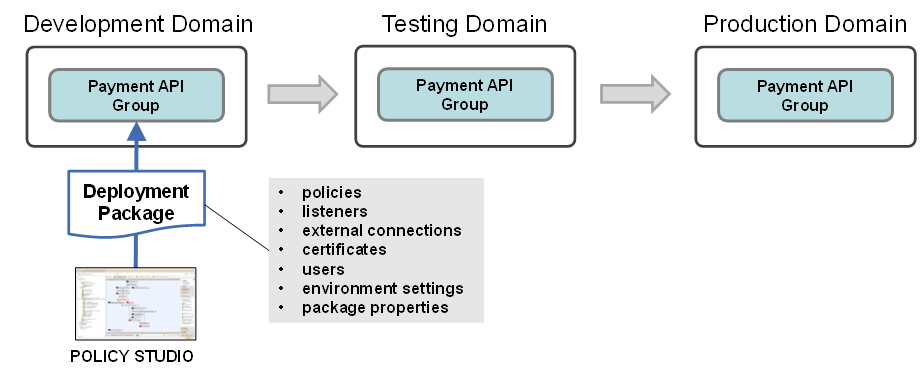 Development Domain
Testing Domain
Production Domain
Payment API
Group
Payment API
Group
Payment API
Group
Deployment
Package
• policies
• listeners
• external connections
• certificates
• users
• environment settings
• package properties
POLICY STUDIO